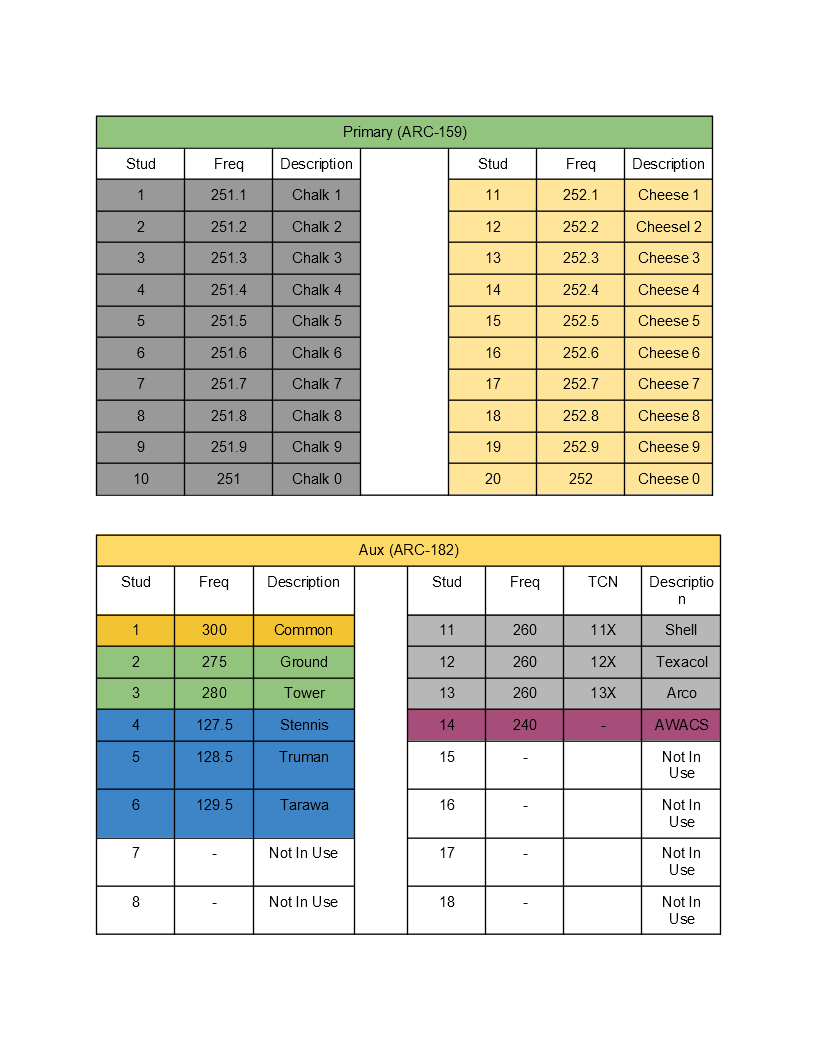 Primary (ARC-159)
Stud Freq Description Stud Freq Description
1 251.1 Chalk 1 11 252.1 Cheese 1
2 251.2 Chalk 2 12 252.2 Cheesel 2
3 251.3 Chalk 3 13 252.3 Cheese 3
4 251.4 Chalk 4 14 252.4 Cheese 4
5 251.5 Chalk 5 15 252.5 Cheese 5
6 251.6 Chalk 6 16 252.6 Cheese 6
7 251.7 Chalk 7 17 252.7 Cheese 7
8 251.8 Chalk 8 18 252.8 Cheese 8
9 251.9 Chalk 9 19 252.9 Cheese 9
10 251 Chalk 0 20 252 Cheese 0
Aux (ARC-182)
Stud Freq Description Stud Freq TCN Descriptio
n
1 300 Common 11 260 11X Shell
2 275 Ground 12 260 12X Texacol
3 280 Tower 13 260 13X Arco
4 127.5 Stennis 14 240 - AWACS
5 128.5 Truman 15 - Not In
Use
6 129.5 Tarawa 16 - Not In
Use
7 - Not In Use 17 - Not In
Use
8 - Not In Use 18 - Not In
Use